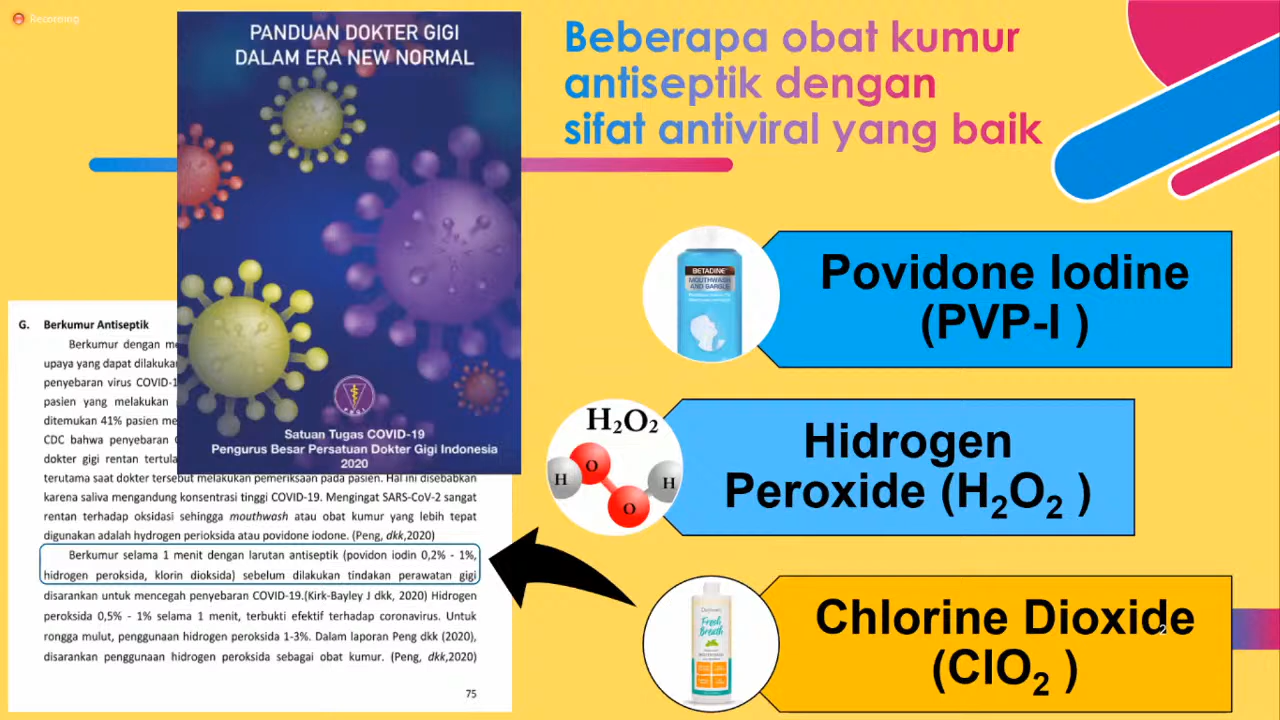 Recording
PANDUAN DOKTER GIGI
DALAM ERA NEW NORMAL
Satuan Tugas COVID-19
Pengurus Besar Persatuan Dokter Gigi Indonesia
2020
Beberapa obat kumur
antiseptik dengan
sifat antiviral yang baik
BETADINE
MOUTHWASH
AND GARGLE
Povidone Iodine
(PVP-I )
H₂O₂
H
O
O
H
Hidrogen
Peroxide (H₂O₂ )
Fresh
Breath
Chlorine Dioxide
(ClO₂ )
2
G. Berkumur Antiseptik
Berkumur dengan
upaya yang dapat dilakukan
penyebaran virus
pasien yang melakukan
ditemukan 41% pasien
CDC bahwa penyebaran
dokter gigi rentan
terutama saat dokter tersebut melakukan pemeriksaan pada pasien. Hal ini disebabkan
karena saliva mengandung konsentrasi tinggi COVID-19. Mengingat SARS-CoV-2 sangat
rentan terhadap oksidasi sehingga mouthwash atau obat kumur yang lebih tepat
digunakan adalah hydrogen perioksida atau povidone iodone. (Peng, dkk,2020)
Berkumur selama 1 menit dengan larutan antiseptik (povidon iodin 0,2% - 1%,
hidrogen peroksida, klorin dioksida) sebelum dilakukan tindakan perawatan gigi
disarankan untuk mencegah penyebaran COVID-19.(Kirk-Bayley J dkk, 2020) Hidrogen
peroksida 0,5% - 1% selama 1 menit, terbukti efektif terhadap coronavirus. Untuk
rongga mulut, penggunaan hidrogen peroksida 1-3%. Dalam laporan Peng dkk (2020),
disarankan penggunaan hidrogen peroksida sebagai obat kumur. (Peng, dkk,2020)
75